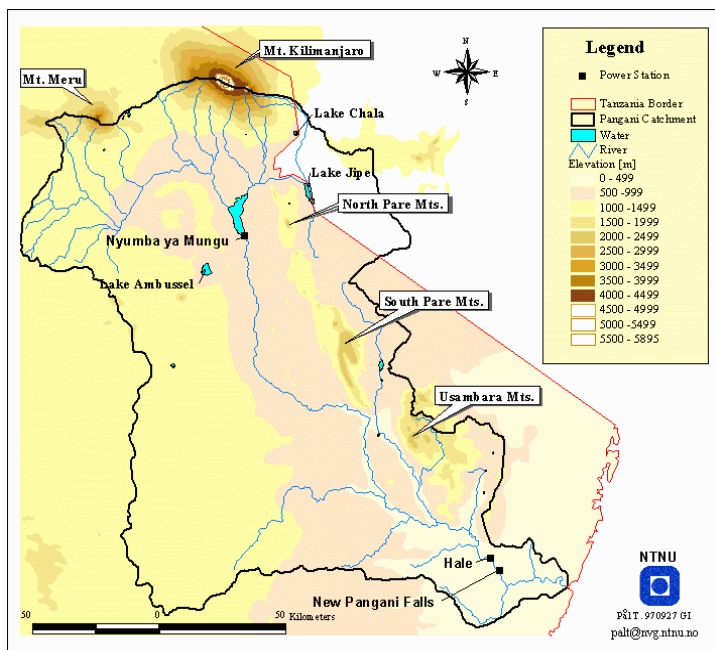 Mt. Kilimanjaro
Mt. Meru
N
W E
S
Lake Chala
Lake Jipe
North Pare Mts.
Nyumba ya Mungu
Lake Ambussel
South Pare Mts.
Usambara Mts.
Hale
New Pangani Falls
50 0 50
Kilometers
Legend
Power Station
Tanzania Border
Pangani Catchment
Water
River
Elevation [m]
0 - 499
500 -999
1000 -1499
1500 - 1999
2000 - 2499
2500 - 2999
3000 - 3499
3500 - 3999
4000 - 4499
4500 - 4999
5000 -5499
5500 - 5895
NTNU
Pål T. 970927 GI
palt@nvg.ntnu.no